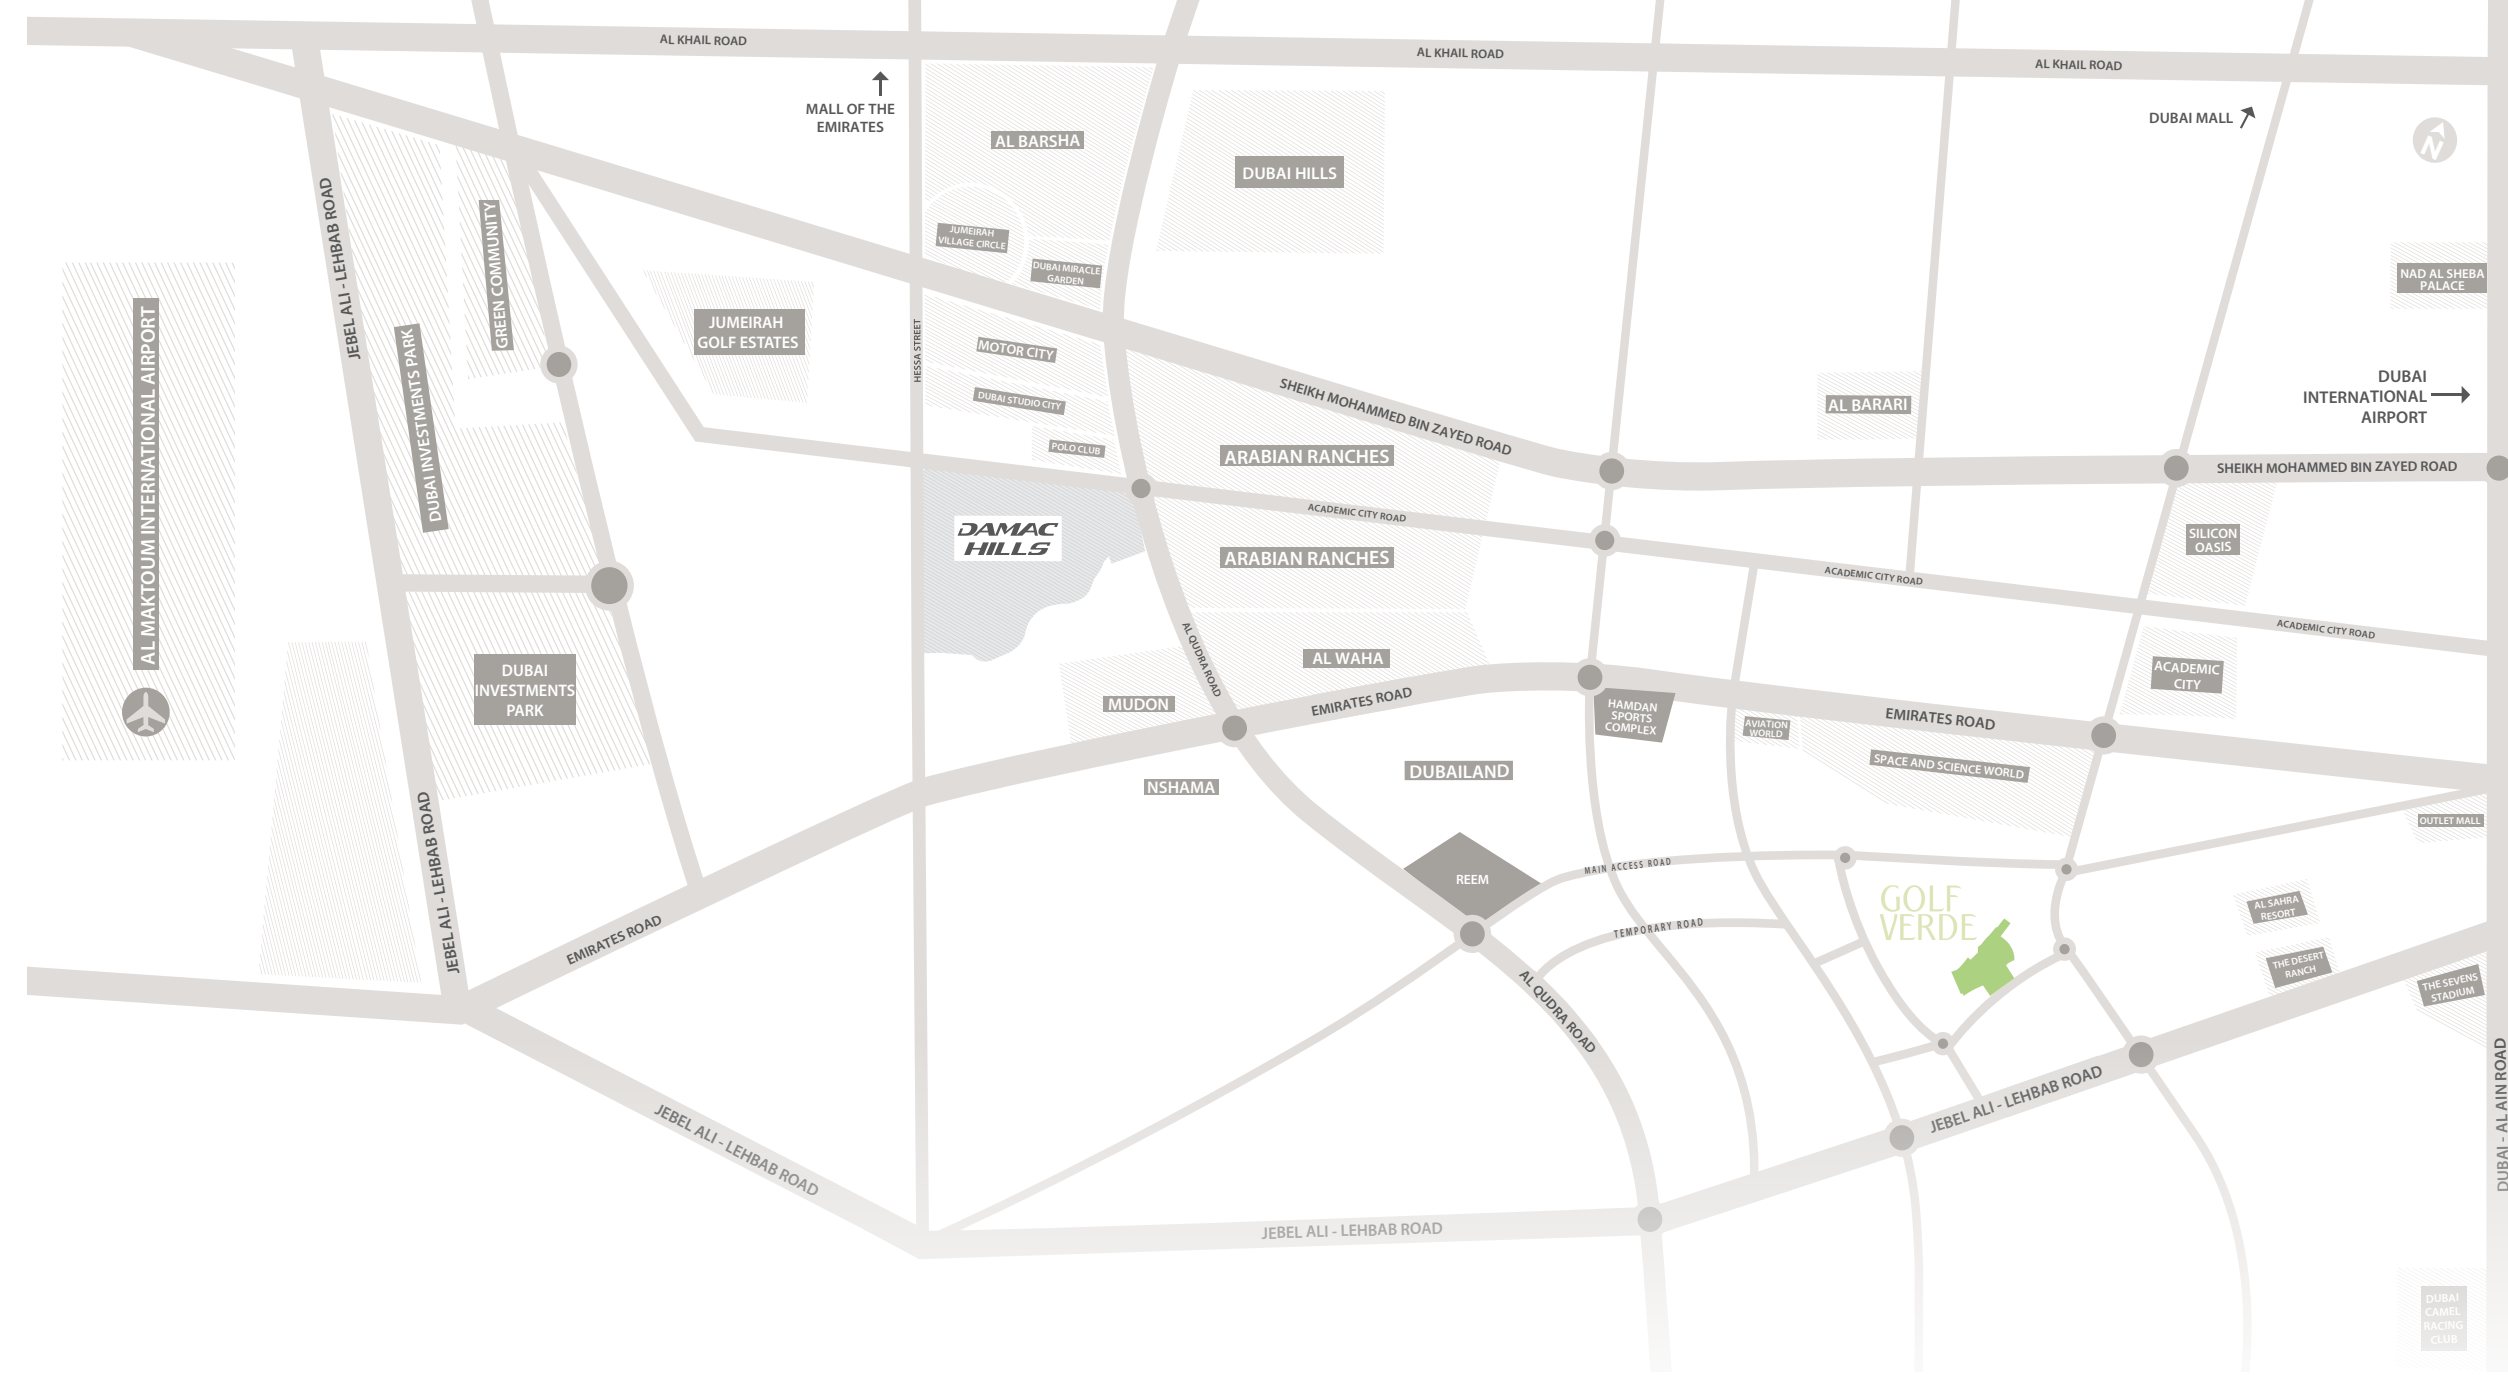 AL KHAIL ROAD
AL KHAIL ROAD
AL KHAIL ROAD
MALL OF THE
EMIRATES
DUBAI MALL
N
AL BARSHA
DUBAI HILLS
JEBEL ALI - LEHBAB ROAD
GREEN COMMUNITY
JUMEIRAH
VILLAGE CIRCLE
DUBAI MIRACLE
GARDEN
NAD AL SHEBA
PALACE
AL MAKTOUM INTERNATIONAL AIRPORT
DUBAI INVESTMENTS PARK
JUMEIRAH
GOLF ESTATES
HESSA STREET
MOTOR CITY
DUBAI STUDIO CITY
POLO CLUB
SHEIKH MOHAMMED BIN ZAYED ROAD
AL BARARI
DUBAI
INTERNATIONAL
AIRPORT
ARABIAN RANCHES
SHEIKH MOHAMMED BIN ZAYED ROAD
ACADEMIC CITY ROAD
DAMAC
HILLS
ARABIAN RANCHES
SILICON
OASIS
ACADEMIC CITY ROAD
ACADEMIC CITY ROAD
AL QUDRA ROAD
AL WAHA
DUBAI
INVESTMENTS
PARK
MUDON
EMIRATES ROAD
HAMDAN
SPORTS
COMPLEX
AVIATION
WORLD
EMIRATES ROAD
ACADEMIC
CITY
SPACE AND SCIENCE WORLD
DUBAILAND
NSHAMA
OUTLET MALL
JEBEL ALI - LEHBAB ROAD
REEM
MAIN ACCESS ROAD
TEMPORARY ROAD
GOLF
VERDE
AL SAHRA
RESORT
THE DESERT
RANCH
THE SEVENS
STADIUM
EMIRATES ROAD
AL QUDRA ROAD
JEBEL ALI - LEHBAB ROAD
JEBEL ALI - LEHBAB ROAD
JEBEL ALI - LEHBAB ROAD
DUBAI - AL AIN ROAD
DUBAI
CAMEL
RACING
CLUB